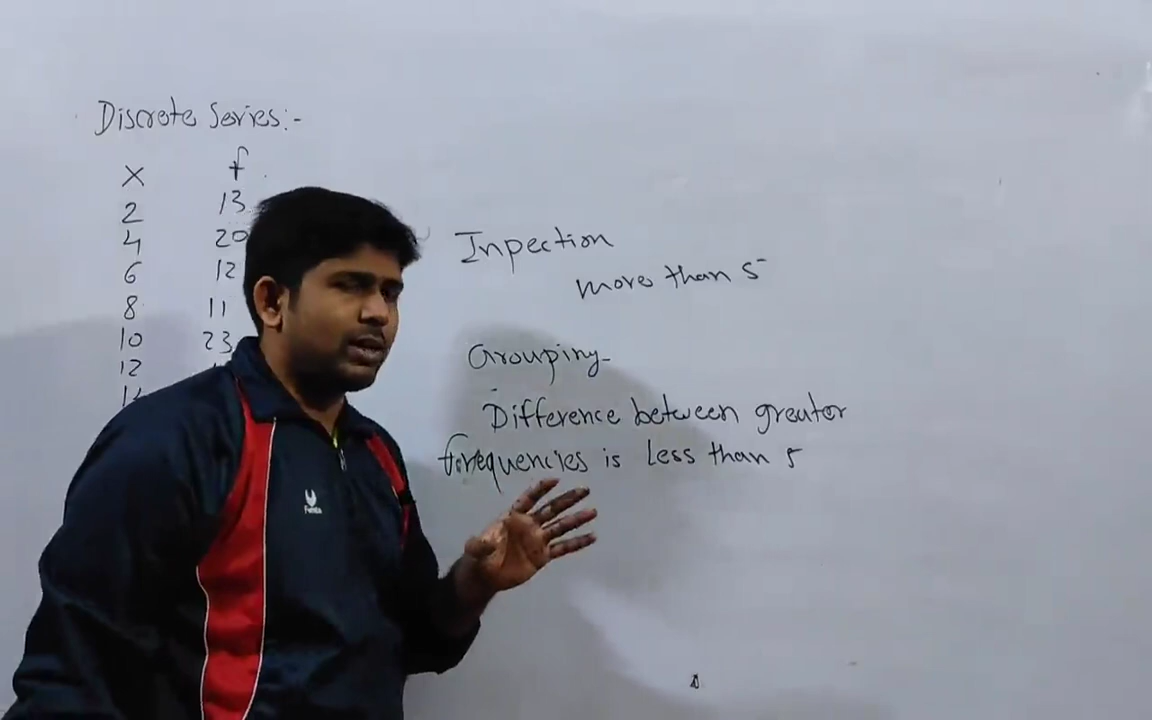 Discrete Series:-
X f
2 13
4 20
6 12
8 11
10 23
12
Inpection
more than 5
Grouping-
Difference between greater
frequencies is less than 5